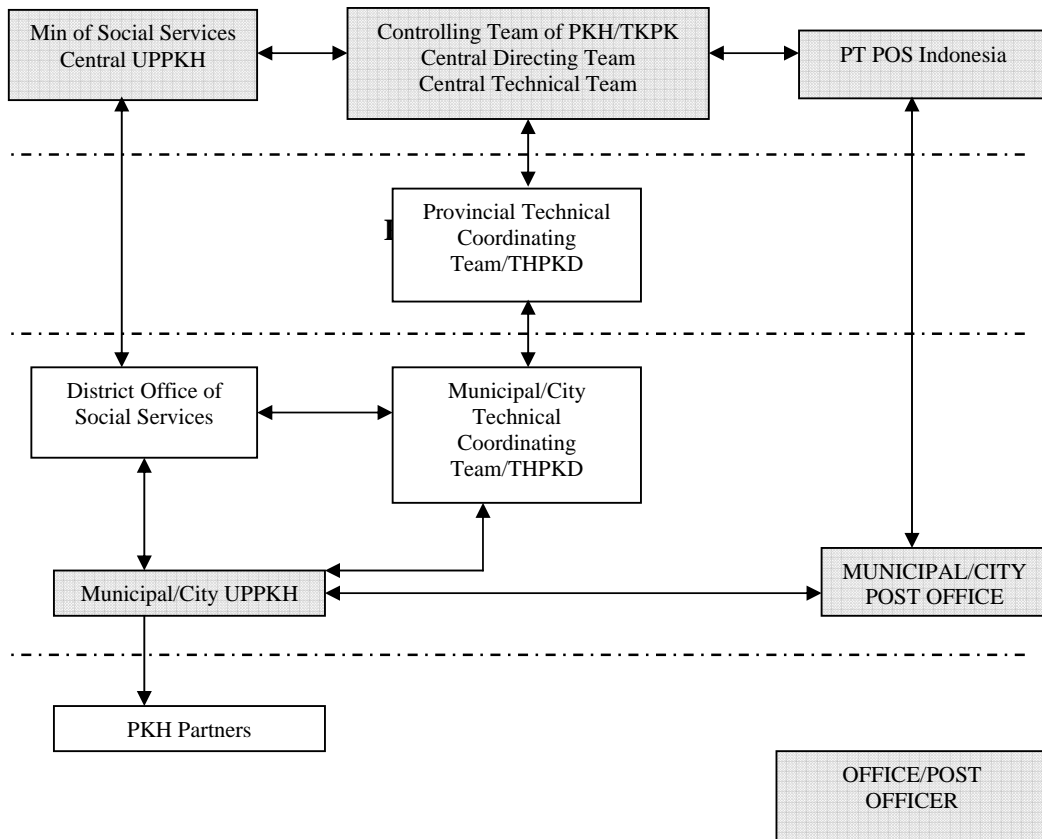 Min of Social Services
Central UPPKH
Controlling Team of PKH/TKPK
Central Directing Team
Central Technical Team
PT POS Indonesia
Provincial Technical
Coordinating
Team/THPKD
District Office of
Social Services
Municipal/City
Technical
Coordinating
Team/THPKD
Municipal/City UPPKH
MUNICIPAL/CITY
POST OFFICE
PKH Partners
OFFICE/POST
OFFICER